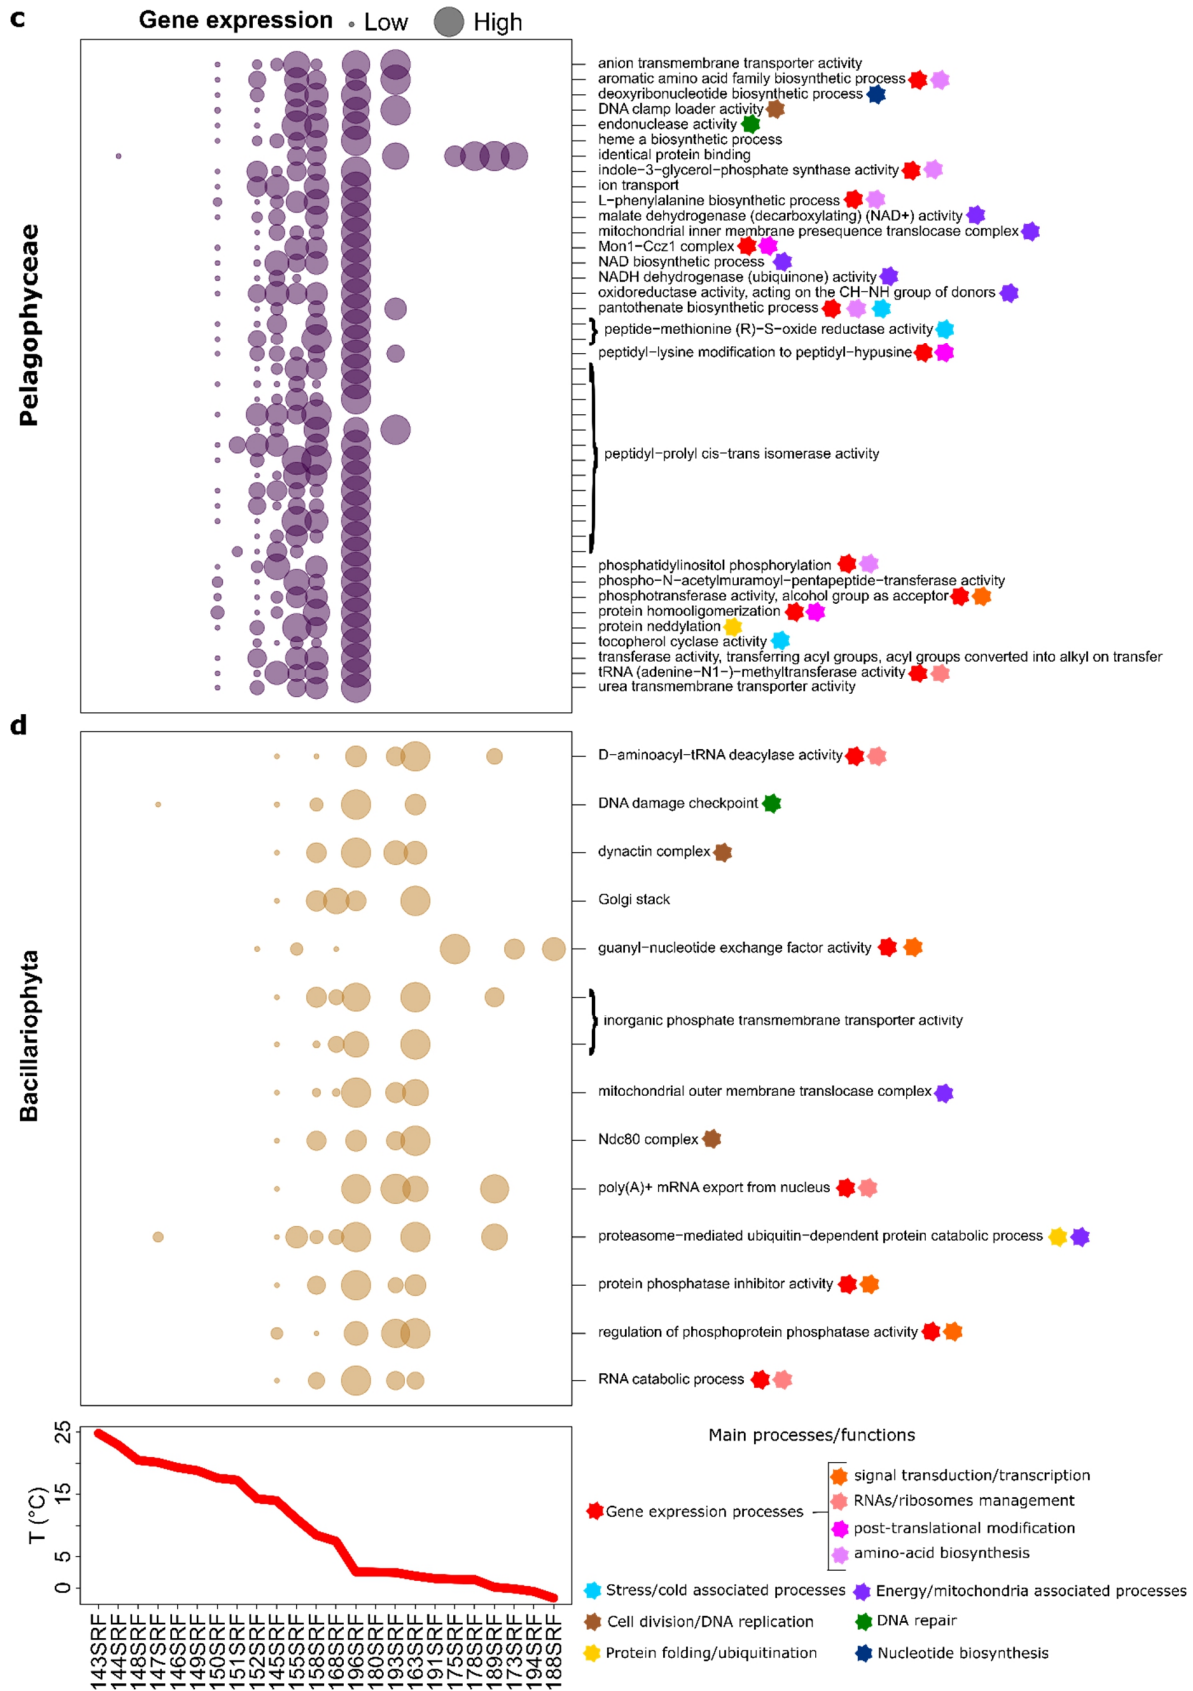 c
Gene expression Low High
Pelagophyceae
anion transmembrane transporter activity
aromatic amino acid family biosynthetic process
deoxyribonucleotide biosynthetic process
DNA clamp loader activity
endonuclease activity
heme a biosynthetic process
identical protein binding
indole−3−glycerol−phosphate synthase activity
ion transport
L−phenylalanine biosynthetic process
malate dehydrogenase (decarboxylating) (NAD+) activity
mitochondrial inner membrane presequence translocase complex
Mon1−Ccz1 complex
NAD biosynthetic process
NADH dehydrogenase (ubiquinone) activity
oxidoreductase activity, acting on the CH−NH group of donors
pantothenate biosynthetic process
peptide−methionine (R)−S−oxide reductase activity
peptidyl−lysine modification to peptidyl−hypusine
peptidyl−prolyl cis−trans isomerase activity
phosphatidylinositol phosphorylation
phospho−N−acetylmuramoyl−pentapeptide−transferase activity
phosphotransferase activity, alcohol group as acceptor
protein homooligomerization
protein neddylation
tocopherol cyclase activity
transferase activity, transferring acyl groups, acyl groups converted into alkyl on transfer
tRNA (adenine−N1−)−methyltransferase activity
urea transmembrane transporter activity
d
Bacillariophyta
D−aminoacyl−tRNA deacylase activity
DNA damage checkpoint
dynactin complex
Golgi stack
guanyl−nucleotide exchange factor activity
inorganic phosphate transmembrane transporter activity
mitochondrial outer membrane translocase complex
Ndc80 complex
poly(A)+ mRNA export from nucleus
proteasome−mediated ubiquitin−dependent protein catabolic process
protein phosphatase inhibitor activity
regulation of phosphoprotein phosphatase activity
RNA catabolic process
T (°C)
25
15
5
0
143SRF
144SRF
148SRF
147SRF
146SRF
149SRF
150SRF
151SRF
152SRF
145SRF
155SRF
158SRF
168SRF
196SRF
180SRF
193SRF
163SRF
191SRF
175SRF
178SRF
189SRF
173SRF
194SRF
188SRF
Main processes/functions
Gene expression processes
signal transduction/transcription
RNAs/ribosomes management
post-translational modification
amino-acid biosynthesis
Stress/cold associated processes
Energy/mitochondria associated processes
Cell division/DNA replication
DNA repair
Protein folding/ubiquitination
Nucleotide biosynthesis